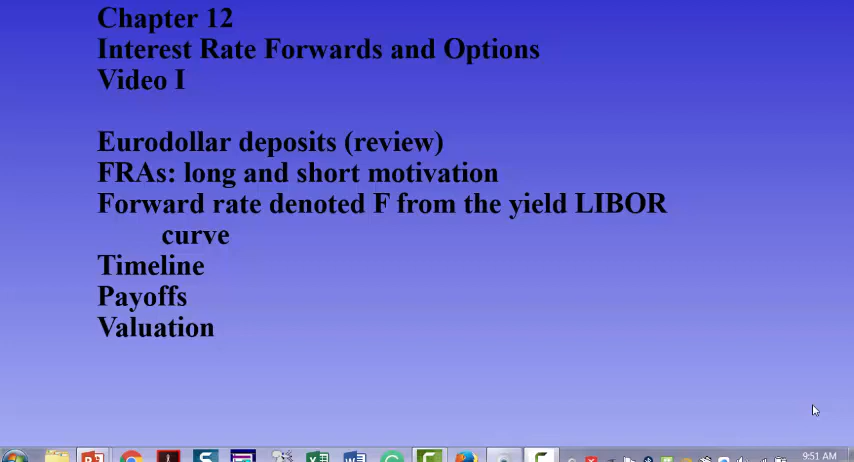 Chapter 12
Interest Rate Forwards and Options
Video I
Eurodollar deposits (review)
FRAs: long and short motivation
Forward rate denoted F from the yield LIBOR
curve
Timeline
Payoffs
Valuation
9:51 AM